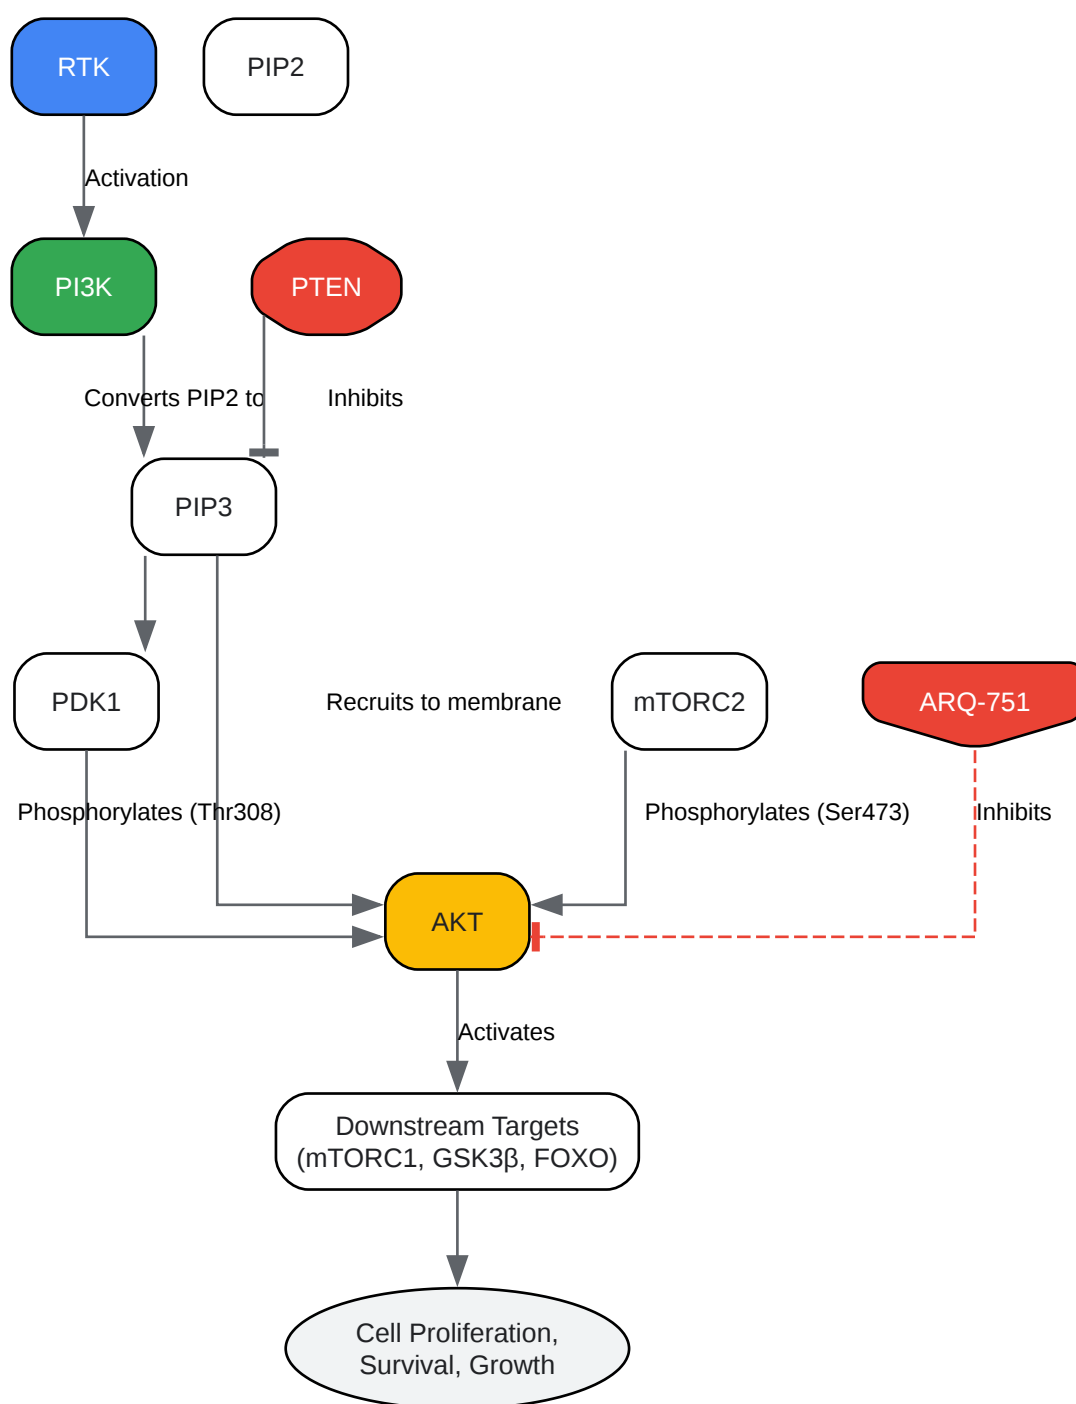 RTK
PIP2
Activation
PI3K
PTEN
Converts PIP2 to
Inhibits
PIP3
PDK1
Recruits to membrane
mTORC2
ARQ-751
Phosphorylates (Thr308)
Phosphorylates (Ser473)
Inhibits
AKT
Activates
Downstream Targets
(mTORC1, GSK3β, FOXO)
Cell Proliferation,
Survival, Growth